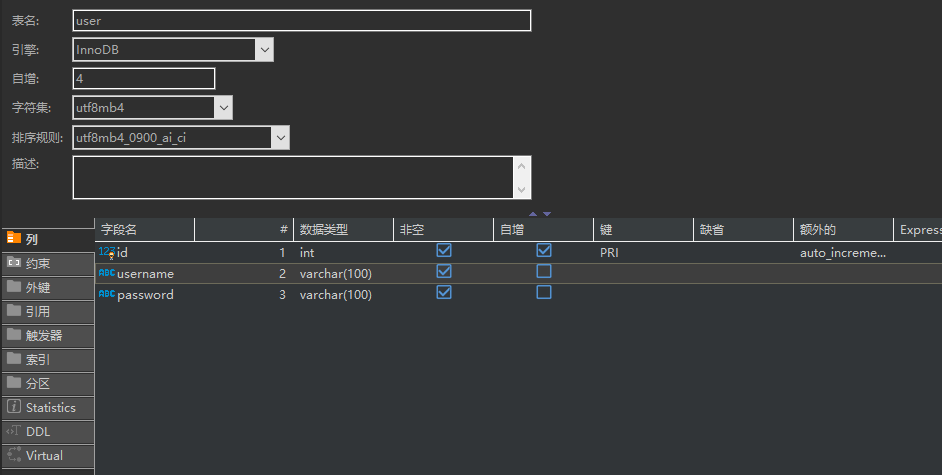 表名: user
引擎: InnoDB
自增: 4
字符集: utf8mb4
排序规则: utf8mb4_0900_ai_ci
描述:
列
约束
外键
引用
触发器
索引
分区
Statistics
DDL
Virtual
字段名 # 数据类型 非空 自增 键 缺省 额外的 Express
123 id 1 int PRI auto_increme...
ABC username 2 varchar(100)
ABC password 3 varchar(100)